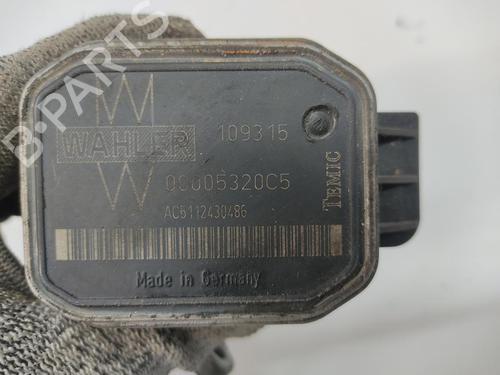 WAHLER 109315
00005320C5
AC5112430486
TEMIC
Made in Germany
B-PARTS